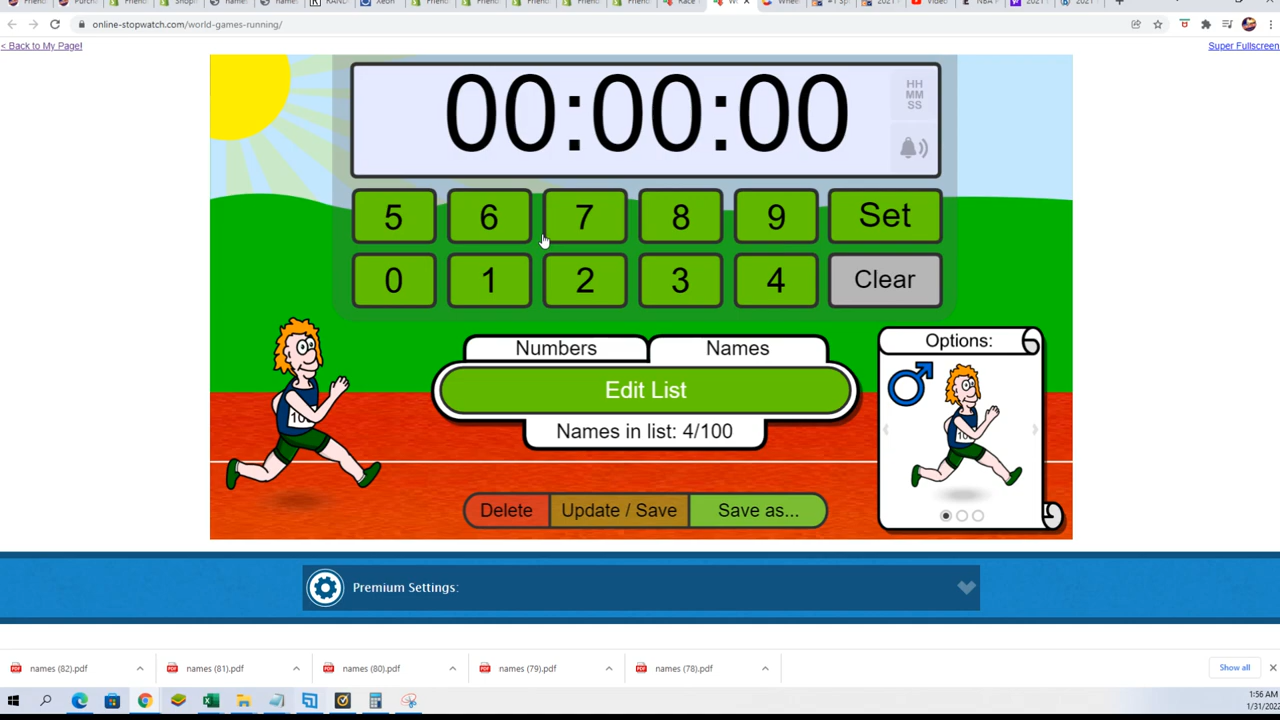 online-stopwatch.com/world-games-running/
< Back to My Page!
Super Fullscreen
00:00:00
HH
MM
SS
5 6 7 8 9 Set
0 1 2 3 4 Clear
Numbers Names
Edit List
Names in list: 4/100
Options:
Delete Update / Save Save as...
Premium Settings:
names (82).pdf
names (81).pdf
names (80).pdf
names (79).pdf
names (78).pdf
Show all
1:56 AM
1/31/2022